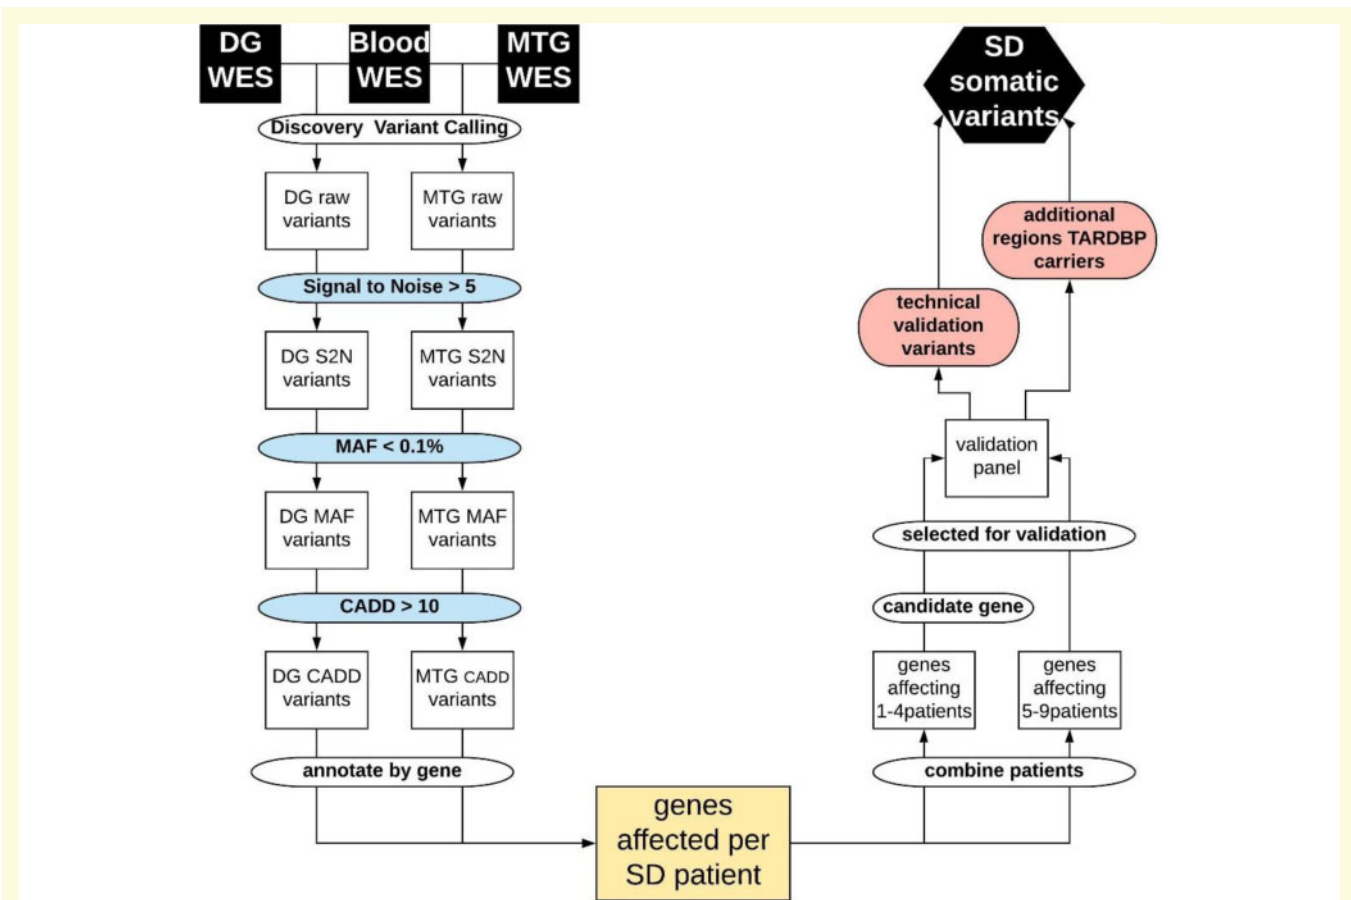 DG
WES
Blood
WES
MTG
WES
Discovery Variant Calling
DG raw
variants
MTG raw
variants
Signal to Noise > 5
DG S2N
variants
MTG S2N
variants
MAF < 0.1%
DG MAF
variants
MTG MAF
variants
CADD > 10
DG CADD
variants
MTG CADD
variants
annotate by gene
genes
affected per
SD patient
combine patients
genes
affecting
1-4patients
genes
affecting
5-9patients
candidate gene
selected for validation
validation
panel
technical
validation
variants
additional
regions TARDBP
carriers
SD
somatic
variants